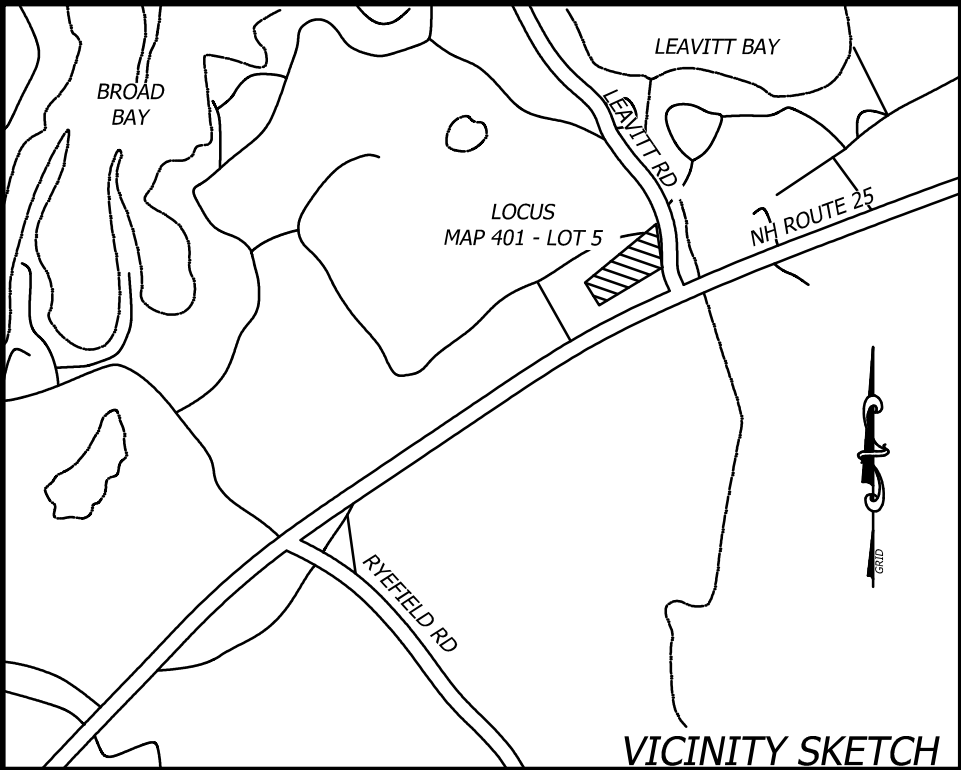 LEAVITT BAY
BROAD
BAY
LEAVITT RD
LOCUS
MAP 401 - LOT 5
NH ROUTE 25
GRID
RYEFIELD RD
VICINITY SKETCH